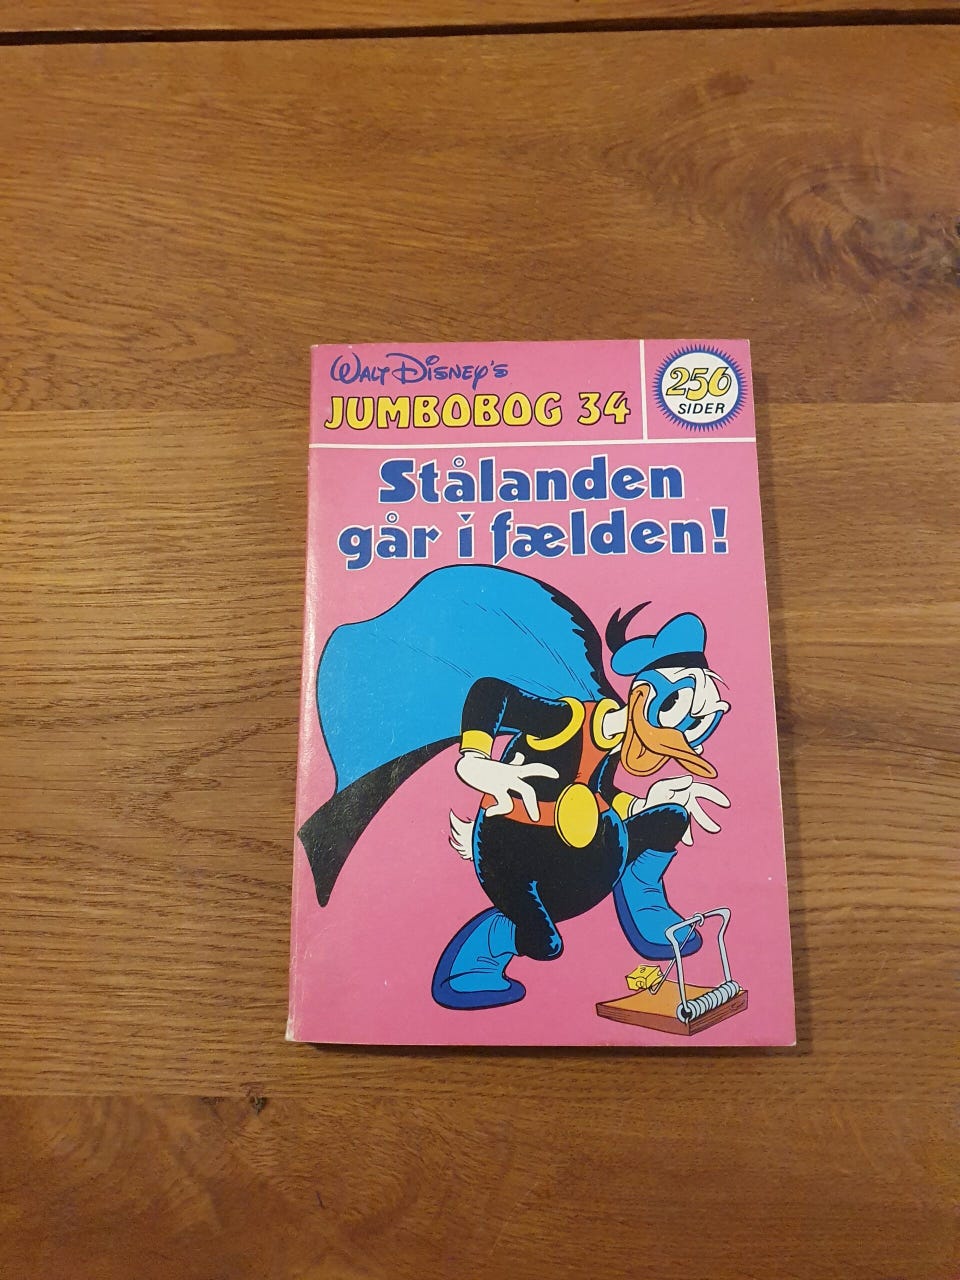 Walt Disney's
JUMBOBOG 34
256
SIDER
Stålanden
går i fælden!